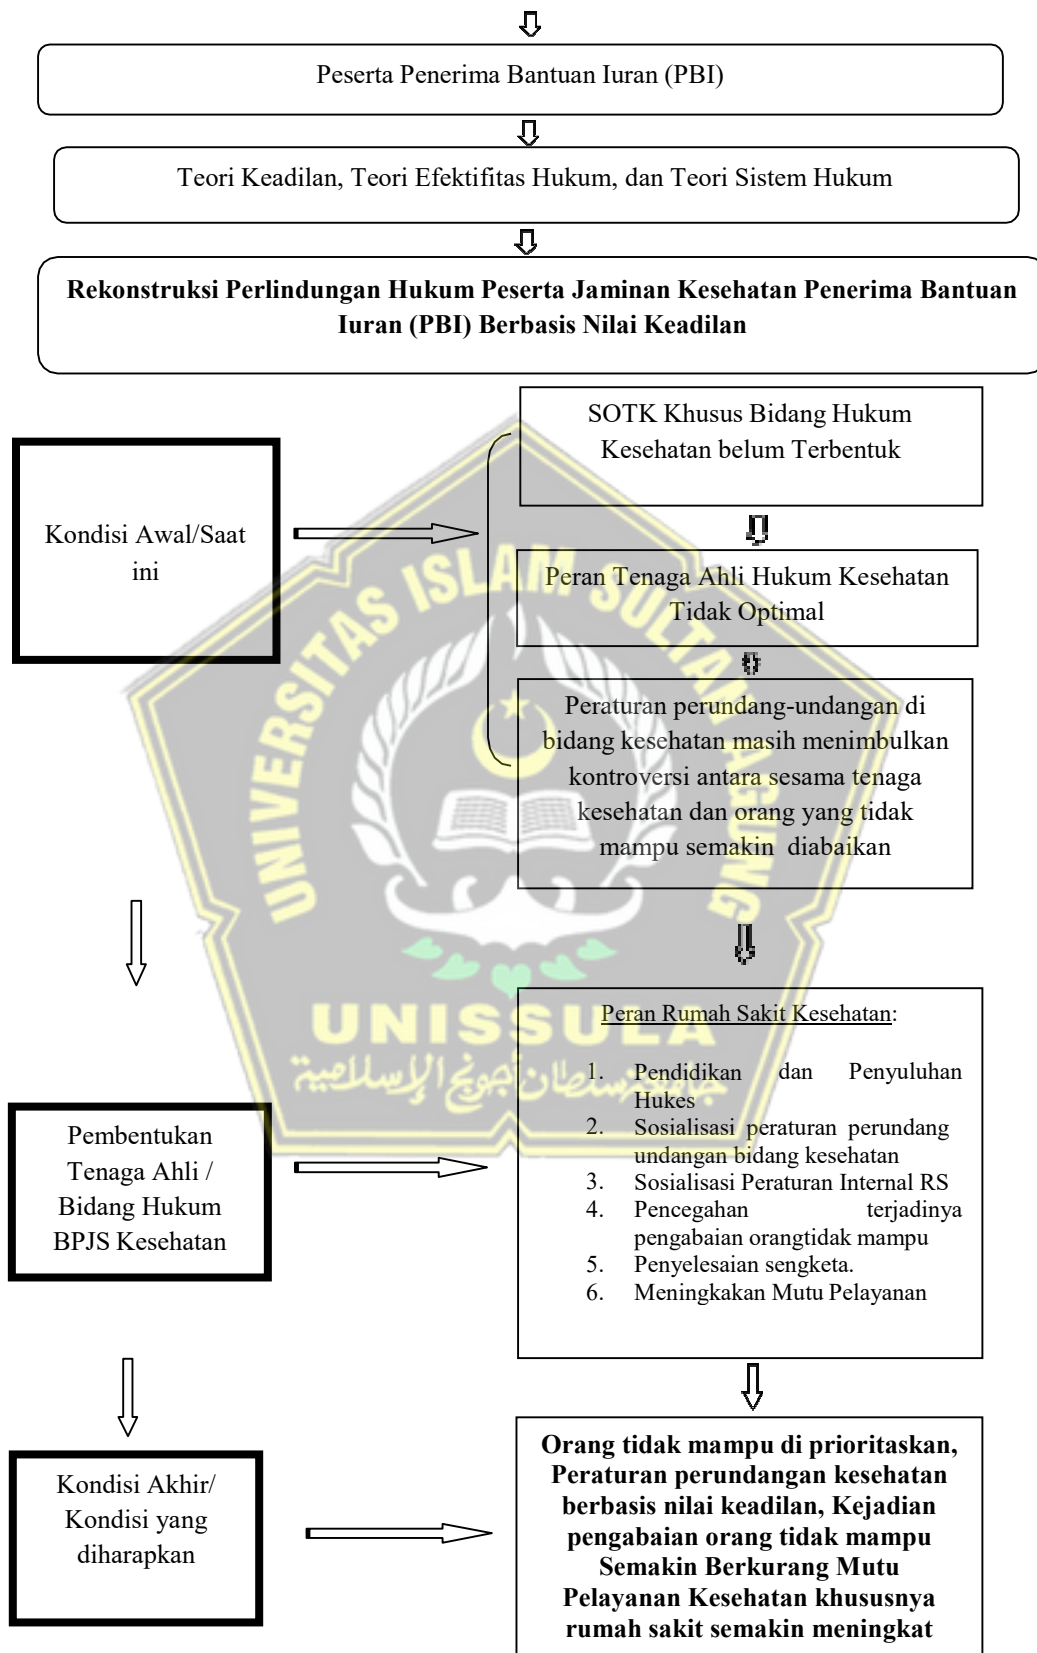 Peserta Penerima Bantuan Iuran (PBI)
Teori Keadilan, Teori Efektifitas Hukum, dan Teori Sistem Hukum
Rekonstruksi Perlindungan Hukum Peserta Jaminan Kesehatan Penerima Bantuan
Iuran (PBI) Berbasis Nilai Keadilan
Kondisi Awal/Saat
ini
SOTK Khusus Bidang Hukum
Kesehatan belum Terbentuk
Peran Tenaga Ahli Hukum Kesehatan
Tidak Optimal
Peraturan perundang-undangan di
bidang kesehatan masih menimbulkan
kontroversi antara sesama tenaga
kesehatan dan orang yang tidak
mampu semakin diabaikan
UNIVERSITAS ISLAM SULTAN AGUNG
UNISSULA
جامعة سلطان أجونج الإسلامية
Pembentukan
Tenaga Ahli /
Bidang Hukum
BPJS Kesehatan
Peran Rumah Sakit Kesehatan:
1. Pendidikan dan Penyuluhan
Hukes
2. Sosialisasi peraturan perundang
undangan bidang kesehatan
3. Sosialisasi Peraturan Internal RS
4. Pencegahan terjadinya
pengabaian orangtidak mampu
5. Penyelesaian sengketa.
6. Meningkakan Mutu Pelayanan
Kondisi Akhir/
Kondisi yang
diharapkan
Orang tidak mampu di prioritaskan,
Peraturan perundangan kesehatan
berbasis nilai keadilan, Kejadian
pengabaian orang tidak mampu
Semakin Berkurang Mutu
Pelayanan Kesehatan khususnya
rumah sakit semakin meningkat